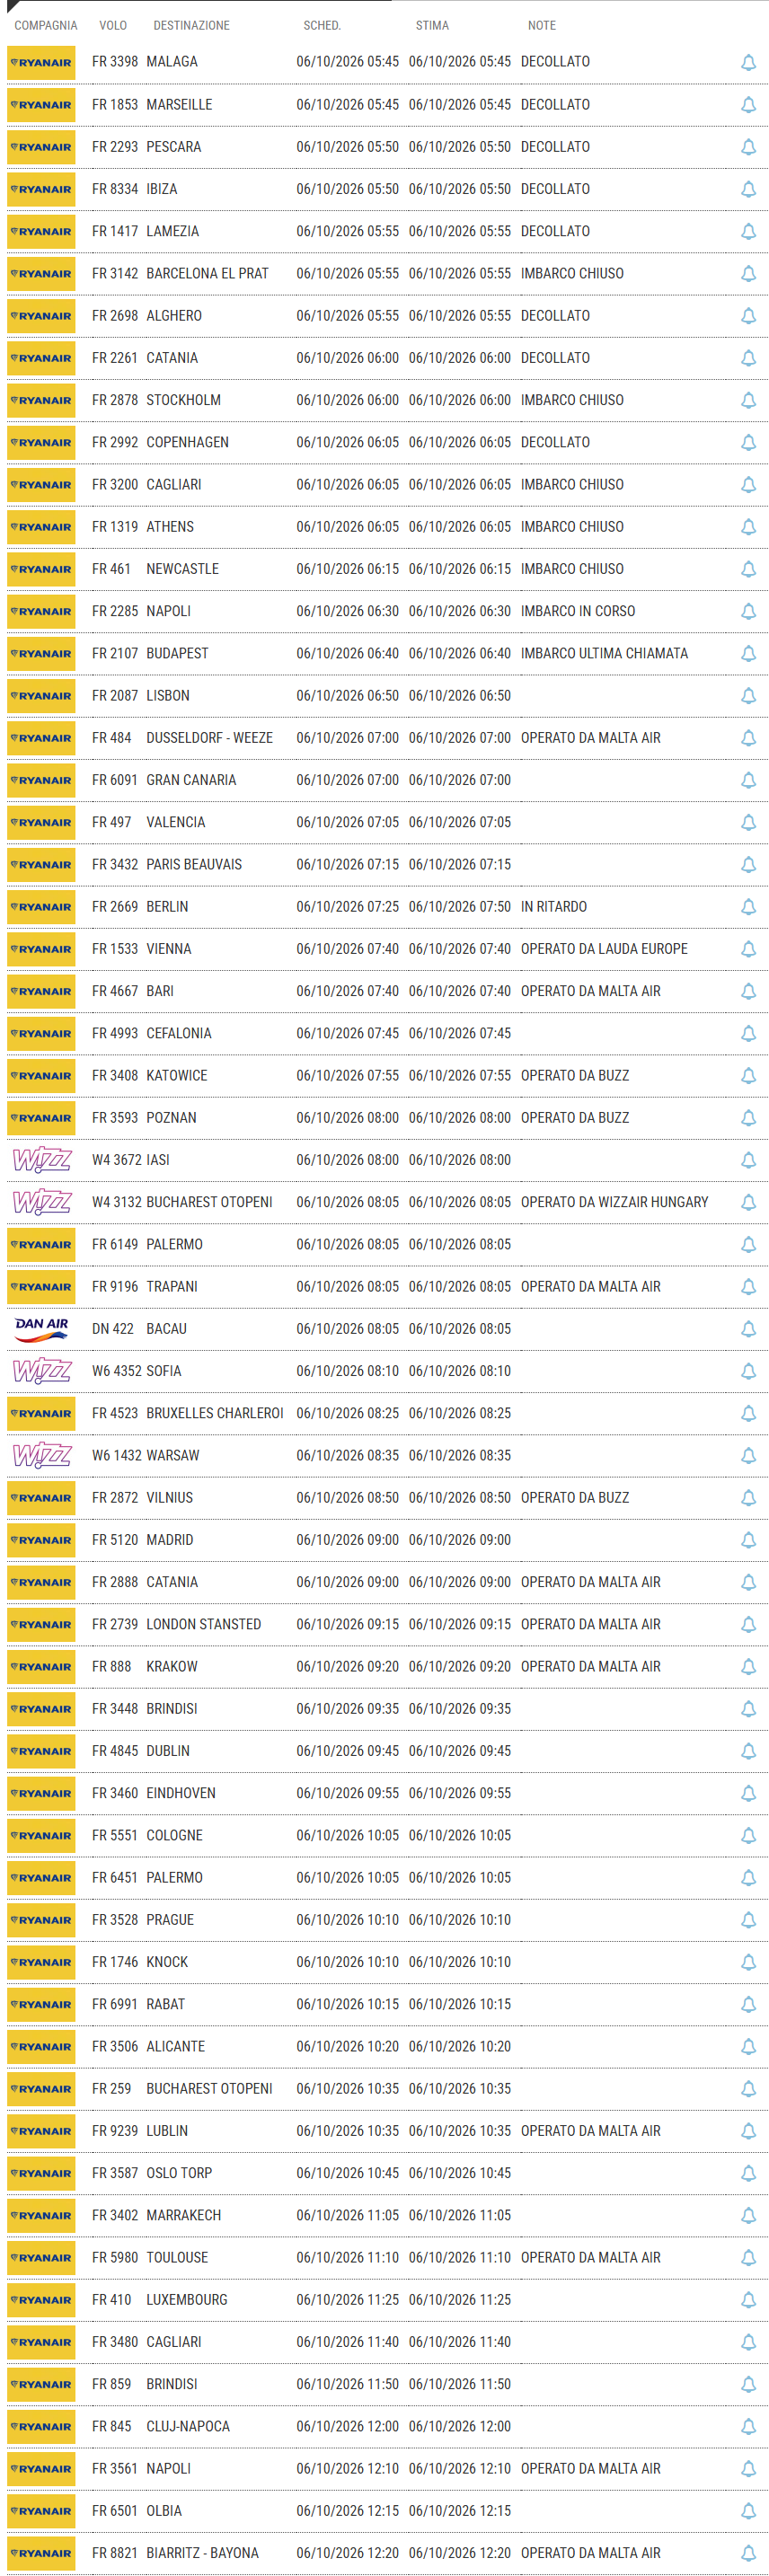 COMPAGNIA VOLO DESTINAZIONE SCHED. STIMA NOTE
RYANAIR FR 3398 MALAGA 06/10/2026 05:45 06/10/2026 05:45 DECOLLATO
RYANAIR FR 1853 MARSEILLE 06/10/2026 05:45 06/10/2026 05:45 DECOLLATO
RYANAIR FR 2293 PESCARA 06/10/2026 05:50 06/10/2026 05:50 DECOLLATO
RYANAIR FR 8334 IBIZA 06/10/2026 05:50 06/10/2026 05:50 DECOLLATO
RYANAIR FR 1417 LAMEZIA 06/10/2026 05:55 06/10/2026 05:55 DECOLLATO
RYANAIR FR 3142 BARCELONA EL PRAT 06/10/2026 05:55 06/10/2026 05:55 IMBARCO CHIUSO
RYANAIR FR 2698 ALGHERO 06/10/2026 05:55 06/10/2026 05:55 DECOLLATO
RYANAIR FR 2261 CATANIA 06/10/2026 06:00 06/10/2026 06:00 DECOLLATO
RYANAIR FR 2878 STOCKHOLM 06/10/2026 06:00 06/10/2026 06:00 IMBARCO CHIUSO
RYANAIR FR 2992 COPENHAGEN 06/10/2026 06:05 06/10/2026 06:05 DECOLLATO
RYANAIR FR 3200 CAGLIARI 06/10/2026 06:05 06/10/2026 06:05 IMBARCO CHIUSO
RYANAIR FR 1319 ATHENS 06/10/2026 06:05 06/10/2026 06:05 IMBARCO CHIUSO
RYANAIR FR 461 NEWCASTLE 06/10/2026 06:15 06/10/2026 06:15 IMBARCO CHIUSO
RYANAIR FR 2285 NAPOLI 06/10/2026 06:30 06/10/2026 06:30 IMBARCO IN CORSO
RYANAIR FR 2107 BUDAPEST 06/10/2026 06:40 06/10/2026 06:40 IMBARCO ULTIMA CHIAMATA
RYANAIR FR 2087 LISBON 06/10/2026 06:50 06/10/2026 06:50
RYANAIR FR 484 DUSSELDORF - WEEZE 06/10/2026 07:00 06/10/2026 07:00 OPERATO DA MALTA AIR
RYANAIR FR 6091 GRAN CANARIA 06/10/2026 07:00 06/10/2026 07:00
RYANAIR FR 497 VALENCIA 06/10/2026 07:05 06/10/2026 07:05
RYANAIR FR 3432 PARIS BEAUVAIS 06/10/2026 07:15 06/10/2026 07:15
RYANAIR FR 2669 BERLIN 06/10/2026 07:25 06/10/2026 07:50 IN RITARDO
RYANAIR FR 1533 VIENNA 06/10/2026 07:40 06/10/2026 07:40 OPERATO DA LAUDA EUROPE
RYANAIR FR 4667 BARI 06/10/2026 07:40 06/10/2026 07:40 OPERATO DA MALTA AIR
RYANAIR FR 4993 CEFALONIA 06/10/2026 07:45 06/10/2026 07:45
RYANAIR FR 3408 KATOWICE 06/10/2026 07:55 06/10/2026 07:55 OPERATO DA BUZZ
RYANAIR FR 3593 POZNAN 06/10/2026 08:00 06/10/2026 08:00 OPERATO DA BUZZ
WIZZ W4 3672 IASI 06/10/2026 08:00 06/10/2026 08:00
WIZZ W4 3132 BUCHAREST OTOPENI 06/10/2026 08:05 06/10/2026 08:05 OPERATO DA WIZZAIR HUNGARY
RYANAIR FR 6149 PALERMO 06/10/2026 08:05 06/10/2026 08:05
RYANAIR FR 9196 TRAPANI 06/10/2026 08:05 06/10/2026 08:05 OPERATO DA MALTA AIR
DAN AIR DN 422 BACAU 06/10/2026 08:05 06/10/2026 08:05
WIZZ W6 4352 SOFIA 06/10/2026 08:10 06/10/2026 08:10
RYANAIR FR 4523 BRUXELLES CHARLEROI 06/10/2026 08:25 06/10/2026 08:25
WIZZ W6 1432 WARSAW 06/10/2026 08:35 06/10/2026 08:35
RYANAIR FR 2872 VILNIUS 06/10/2026 08:50 06/10/2026 08:50 OPERATO DA BUZZ
RYANAIR FR 5120 MADRID 06/10/2026 09:00 06/10/2026 09:00
RYANAIR FR 2888 CATANIA 06/10/2026 09:00 06/10/2026 09:00 OPERATO DA MALTA AIR
RYANAIR FR 2739 LONDON STANSTED 06/10/2026 09:15 06/10/2026 09:15 OPERATO DA MALTA AIR
RYANAIR FR 888 KRAKOW 06/10/2026 09:20 06/10/2026 09:20 OPERATO DA MALTA AIR
RYANAIR FR 3448 BRINDISI 06/10/2026 09:35 06/10/2026 09:35
RYANAIR FR 4845 DUBLIN 06/10/2026 09:45 06/10/2026 09:45
RYANAIR FR 3460 EINDHOVEN 06/10/2026 09:55 06/10/2026 09:55
RYANAIR FR 5551 COLOGNE 06/10/2026 10:05 06/10/2026 10:05
RYANAIR FR 6451 PALERMO 06/10/2026 10:05 06/10/2026 10:05
RYANAIR FR 3528 PRAGUE 06/10/2026 10:10 06/10/2026 10:10
RYANAIR FR 1746 KNOCK 06/10/2026 10:10 06/10/2026 10:10
RYANAIR FR 6991 RABAT 06/10/2026 10:15 06/10/2026 10:15
RYANAIR FR 3506 ALICANTE 06/10/2026 10:20 06/10/2026 10:20
RYANAIR FR 259 BUCHAREST OTOPENI 06/10/2026 10:35 06/10/2026 10:35
RYANAIR FR 9239 LUBLIN 06/10/2026 10:35 06/10/2026 10:35 OPERATO DA MALTA AIR
RYANAIR FR 3587 OSLO TORP 06/10/2026 10:45 06/10/2026 10:45
RYANAIR FR 3402 MARRAKECH 06/10/2026 11:05 06/10/2026 11:05
RYANAIR FR 5980 TOULOUSE 06/10/2026 11:10 06/10/2026 11:10 OPERATO DA MALTA AIR
RYANAIR FR 410 LUXEMBOURG 06/10/2026 11:25 06/10/2026 11:25
RYANAIR FR 3480 CAGLIARI 06/10/2026 11:40 06/10/2026 11:40
RYANAIR FR 859 BRINDISI 06/10/2026 11:50 06/10/2026 11:50
RYANAIR FR 845 CLUJ-NAPOCA 06/10/2026 12:00 06/10/2026 12:00
RYANAIR FR 3561 NAPOLI 06/10/2026 12:10 06/10/2026 12:10 OPERATO DA MALTA AIR
RYANAIR FR 6501 OLBIA 06/10/2026 12:15 06/10/2026 12:15
RYANAIR FR 8821 BIARRITZ - BAYONA 06/10/2026 12:20 06/10/2026 12:20 OPERATO DA MALTA AIR